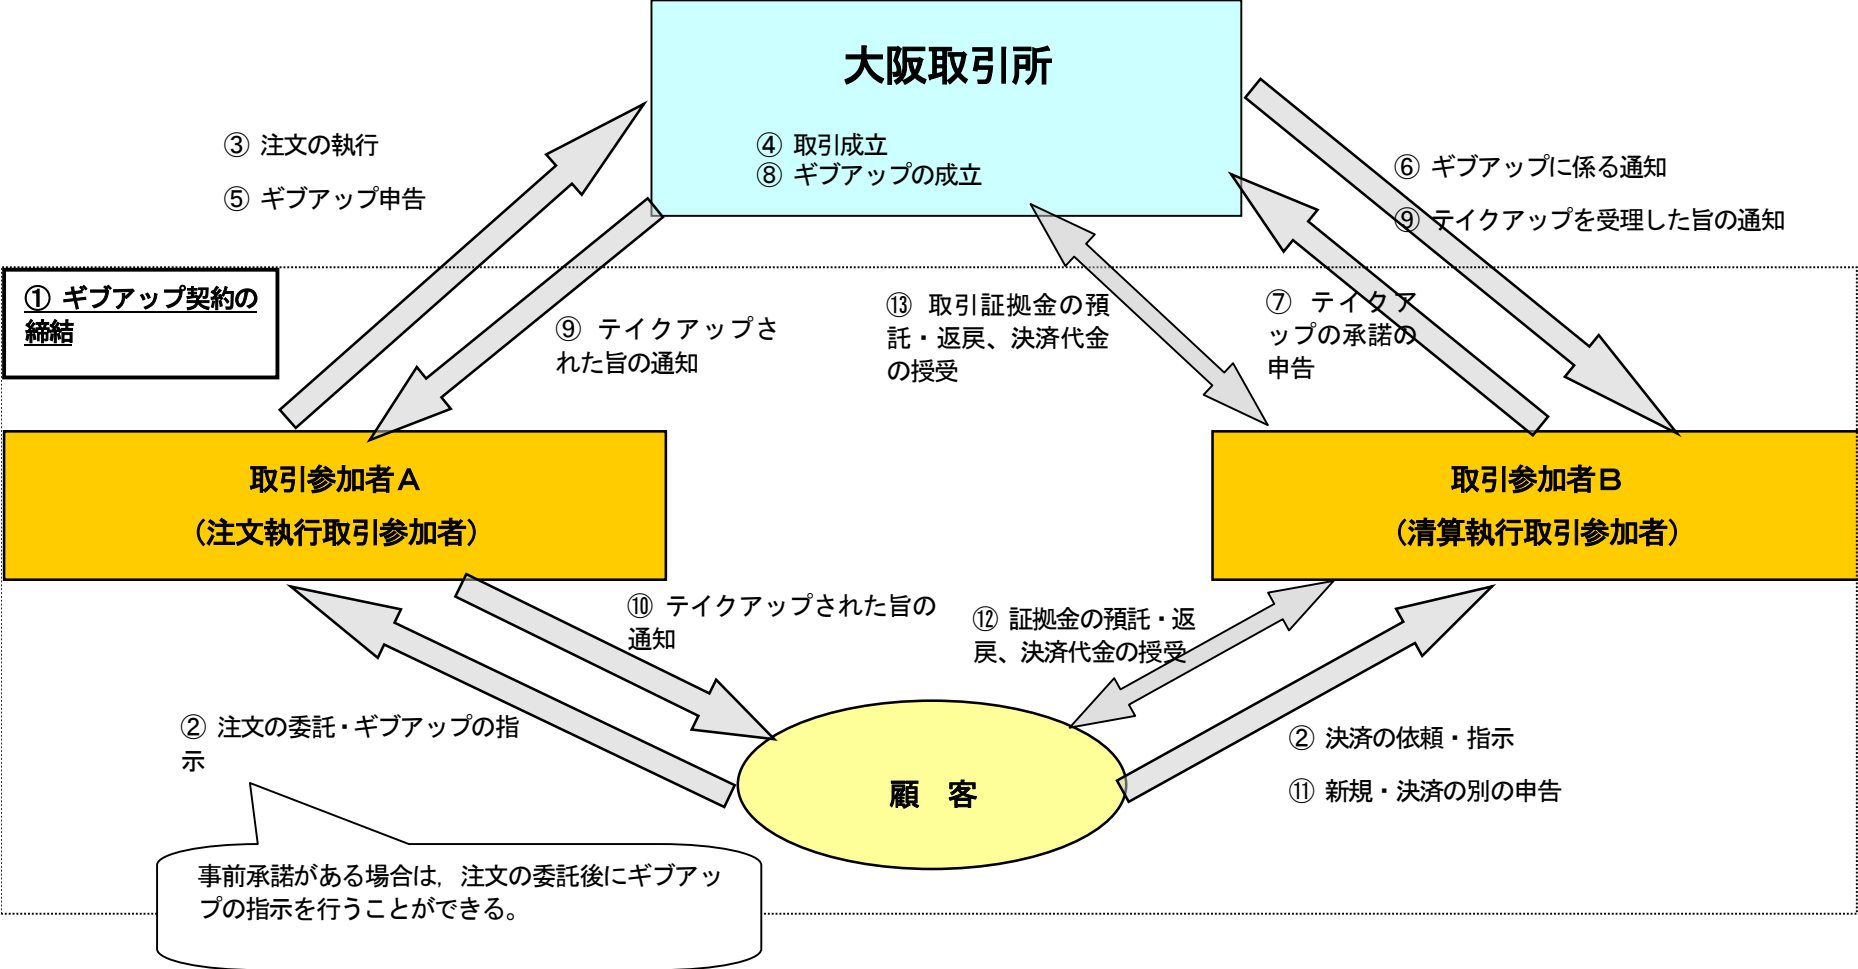 大阪取引所
③ 注文の執行
④ 取引成立
⑧ ギブアップの成立
⑤ ギブアップ申告
⑥ ギブアップに係る通知
⑨ テイクアップを受理した旨の通知
① ギブアップ契約の
締結
⑨ テイクアップさ
れた旨の通知
⑬ 取引証拠金の預
託・返戻、決済代金
の授受
⑦ テイクア
ップの承諾の
申告
取引参加者A
（注文執行取引参加者）
取引参加者B
（清算執行取引参加者）
⑩ テイクアップされた旨の
通知
⑫ 証拠金の預託・返
戻、決済代金の授受
② 注文の委託・ギブアップの指
示
② 決済の依頼・指示
⑪ 新規・決済の別の申告
顧 客
事前承諾がある場合は，注文の委託後にギブアッ
プの指示を行うことができる。